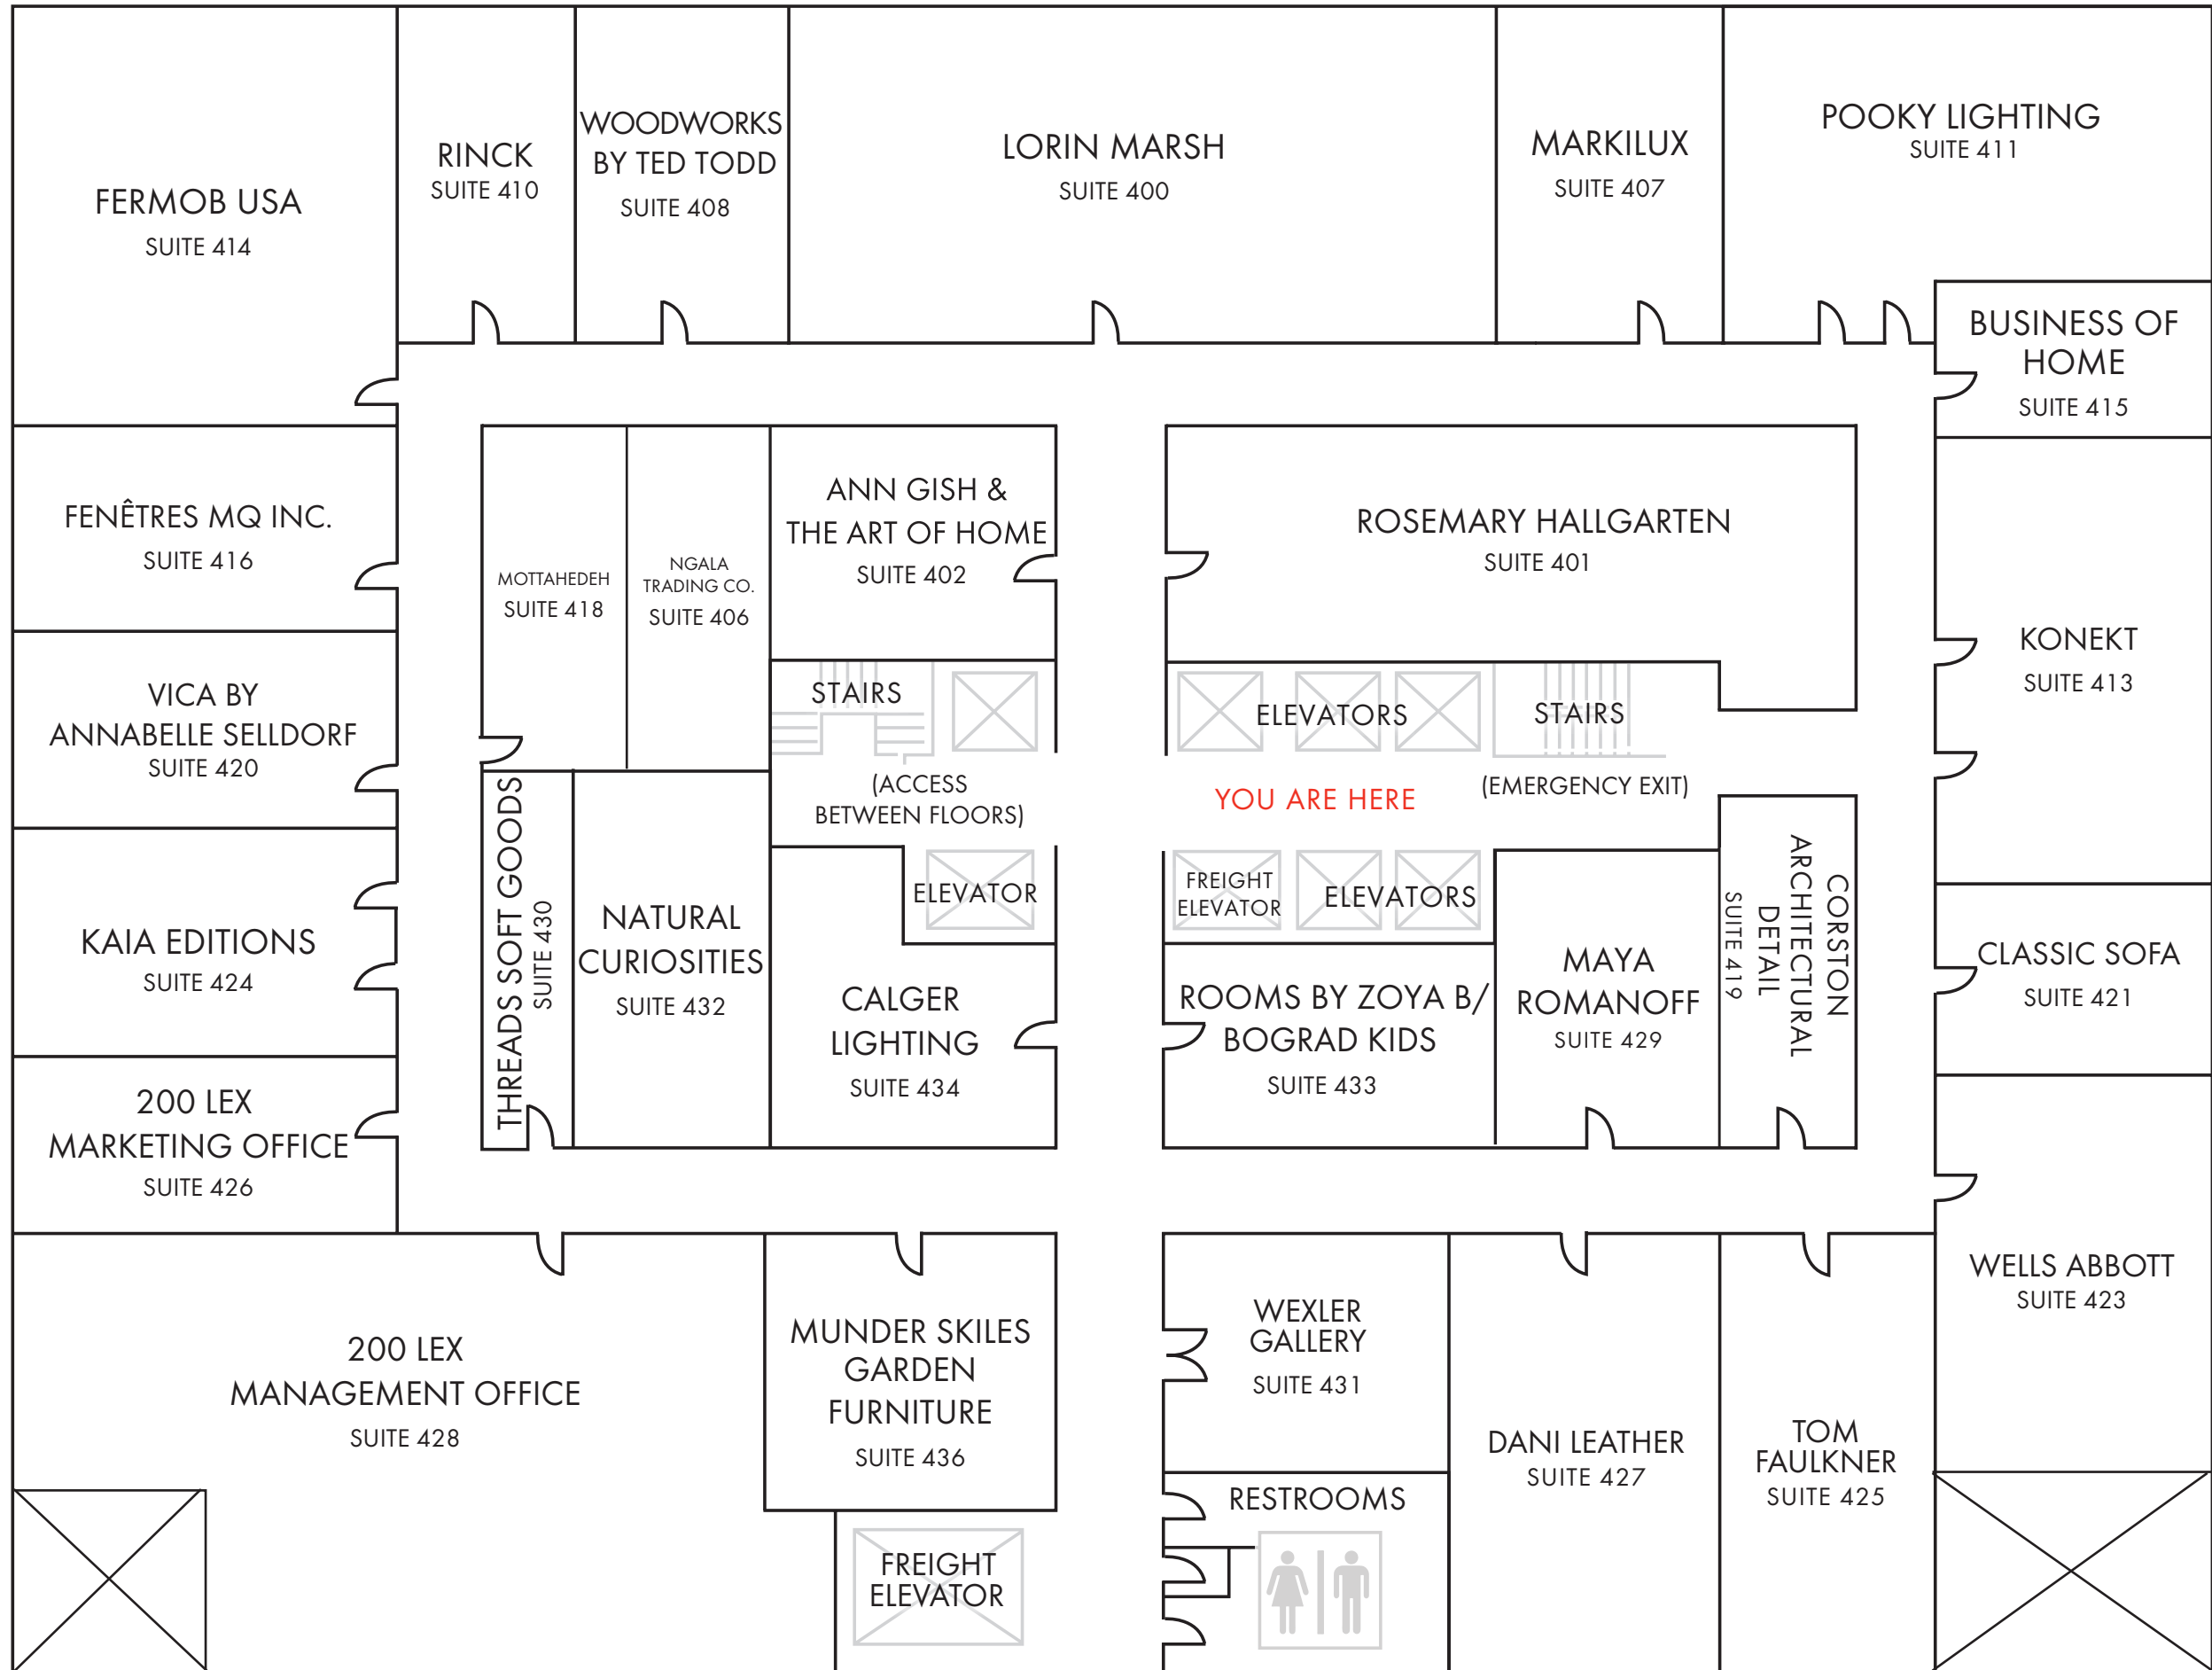 FERMOB USA
SUITE 414
RINCK
SUITE 410
WOODWORKS
BY TED TODD
SUITE 408
LORIN MARSH
SUITE 400
MARKILUX
SUITE 407
POOKY LIGHTING
SUITE 411
BUSINESS OF
HOME
SUITE 415
FENÊTRES MQ INC.
SUITE 416
MOTTAHEDEH
SUITE 418
NGALA
TRADING CO.
SUITE 406
ANN GISH &
THE ART OF HOME
SUITE 402
ROSEMARY HALLGARTEN
SUITE 401
KONEKT
SUITE 413
VICA BY
ANNABELLE SELLDORF
SUITE 420
STAIRS
(ACCESS
BETWEEN FLOORS)
ELEVATORS
STAIRS
YOU ARE HERE
(EMERGENCY EXIT)
KAIA EDITIONS
SUITE 424
THREADS SOFT GOODS
SUITE 430
NATURAL
CURIOSITIES
SUITE 432
ELEVATOR
CALGER
LIGHTING
SUITE 434
FREIGHT
ELEVATOR
ELEVATORS
ROOMS BY ZOYA B/
BOGRAD KIDS
SUITE 433
MAYA
ROMANOFF
SUITE 429
CORSTON
ARCHITECTURAL
DETAIL
SUITE 419
CLASSIC SOFA
SUITE 421
200 LEX
MARKETING OFFICE
SUITE 426
200 LEX
MANAGEMENT OFFICE
SUITE 428
MUNDER SKILES
GARDEN
FURNITURE
SUITE 436
WEXLER
GALLERY
SUITE 431
DANI LEATHER
SUITE 427
TOM
FAULKNER
SUITE 425
WELLS ABBOTT
SUITE 423
FREIGHT
ELEVATOR
RESTROOMS